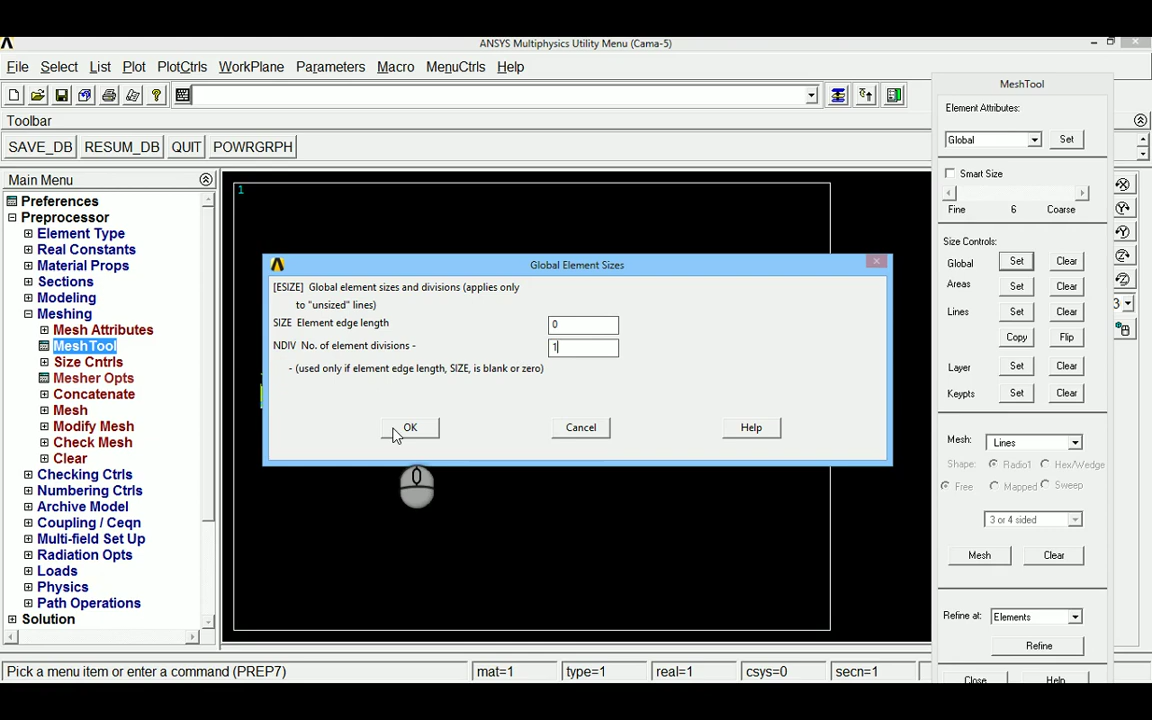 ANSYS Multiphysics Utility Menu (Cama-5)
File Select List Plot PlotCtrls WorkPlane Parameters Macro MenuCtrls Help
Toolbar
SAVE_DB RESUM_DB QUIT POWRGRPH
Main Menu
Preferences
Preprocessor
Element Type
Real Constants
Material Props
Sections
Modeling
Meshing
Mesh Attributes
MeshTool
Size Cntrls
Mesher Opts
Concatenate
Mesh
Modify Mesh
Check Mesh
Clear
Checking Ctrls
Numbering Ctrls
Archive Model
Coupling / Ceqn
Multi-field Set Up
Radiation Opts
Loads
Physics
Path Operations
Solution
1
Global Element Sizes
[ESIZE] Global element sizes and divisions (applies only
to "unsized" lines)
SIZE Element edge length 0
NDIV No. of element divisions - 1
- (used only if element edge length, SIZE, is blank or zero)
OK Cancel Help
MeshTool
Element Attributes:
Global Set
Smart Size
Fine 6 Coarse
Size Controls:
Global Set Clear
Areas Set Clear
Lines Set Clear
Copy Flip
Layer Set Clear
Keypts Set Clear
Mesh: Lines
Shape: Radio1 Hex/Wedge
Free Mapped Sweep
3 or 4 sided
Mesh Clear
Refine at: Elements
Refine
Close Help
3
Pick a menu item or enter a command (PREP7) mat=1 type=1 real=1 csys=0 secn=1